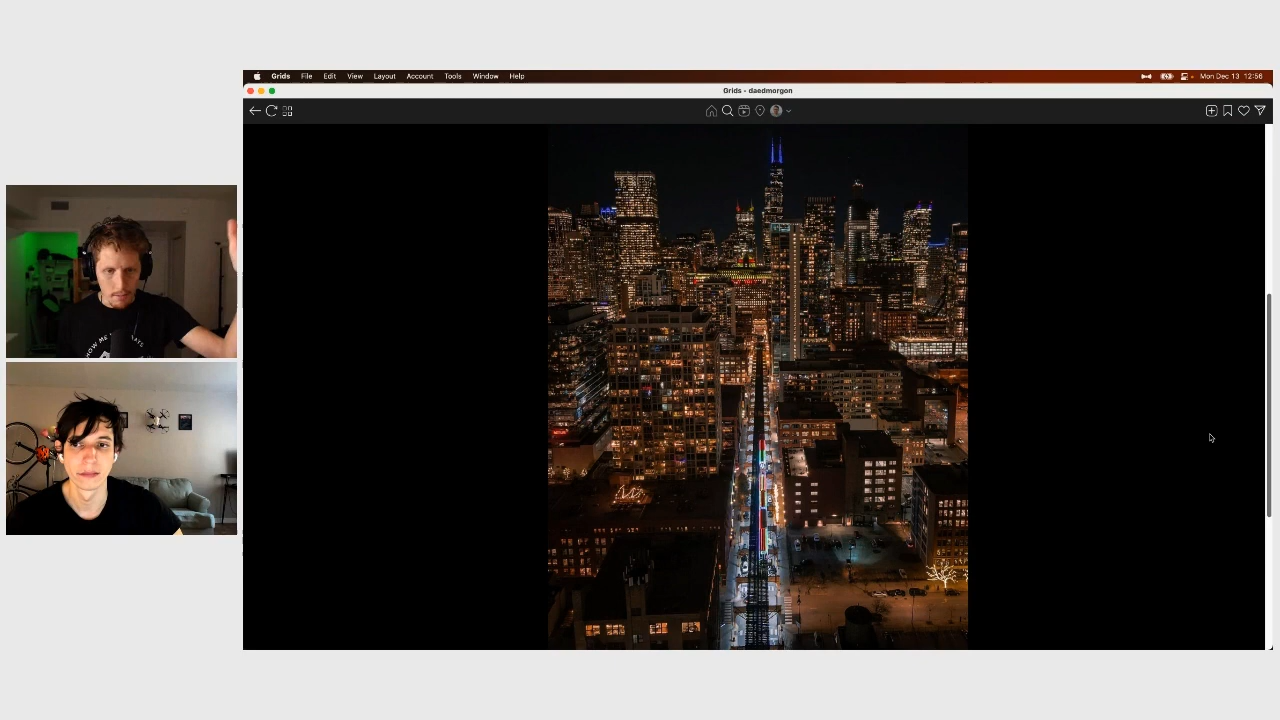 Grids File Edit View Layout Account Tools Window Help Mon Dec 13 12:56
Grids - daedmorgon